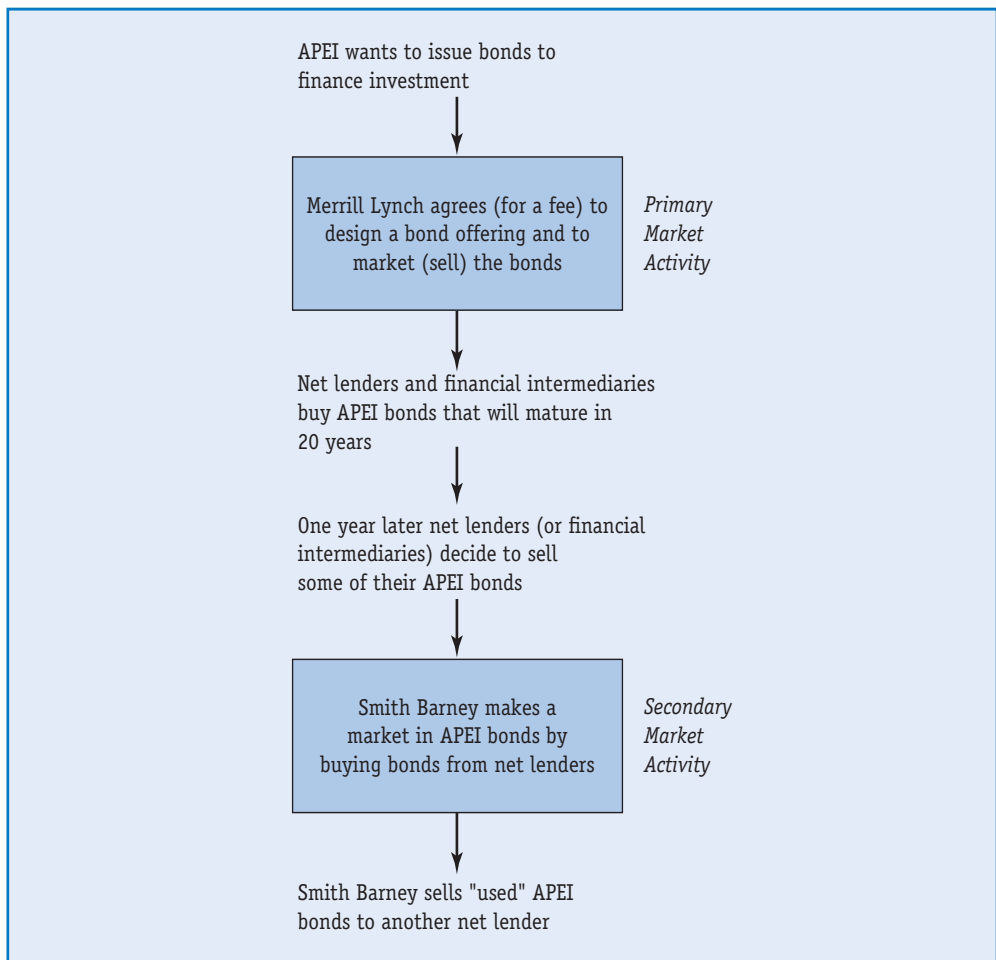 APEI wants to issue bonds to
finance investment
Merrill Lynch agrees (for a fee) to
design a bond offering and to
market (sell) the bonds
Primary
Market
Activity
Net lenders and financial intermediaries
buy APEI bonds that will mature in
20 years
One year later net lenders (or financial
intermediaries) decide to sell
some of their APEI bonds
Smith Barney makes a
market in APEI bonds by
buying bonds from net lenders
Secondary
Market
Activity
Smith Barney sells "used" APEI
bonds to another net lender